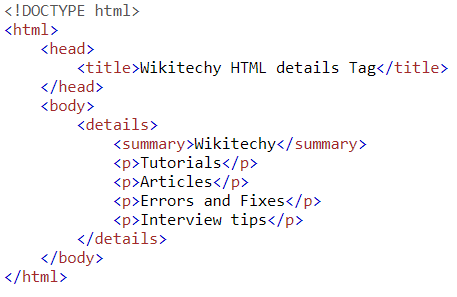 <!DOCTYPE html>
<html>
    <head>
        <title>Wikitechy HTML details Tag</title>
    </head>
    <body>
        <details>
            <summary>Wikitechy</summary>
            <p>Tutorials</p>
            <p>Articles</p>
            <p>Errors and Fixes</p>
            <p>Interview tips</p>
        </details>
    </body>
</html>